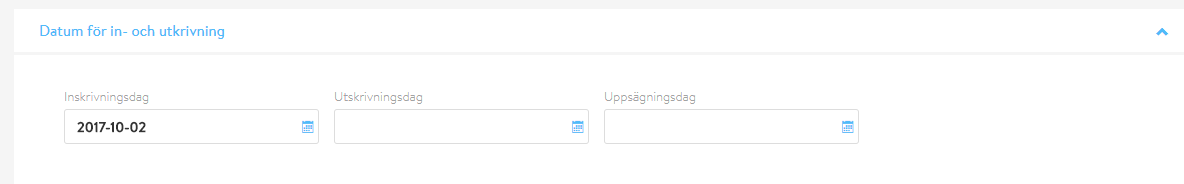 Datum för in- och utkrivning
Inskrivningsdag
Utskrivningsdag
Uppsägningsdag
2017-10-02